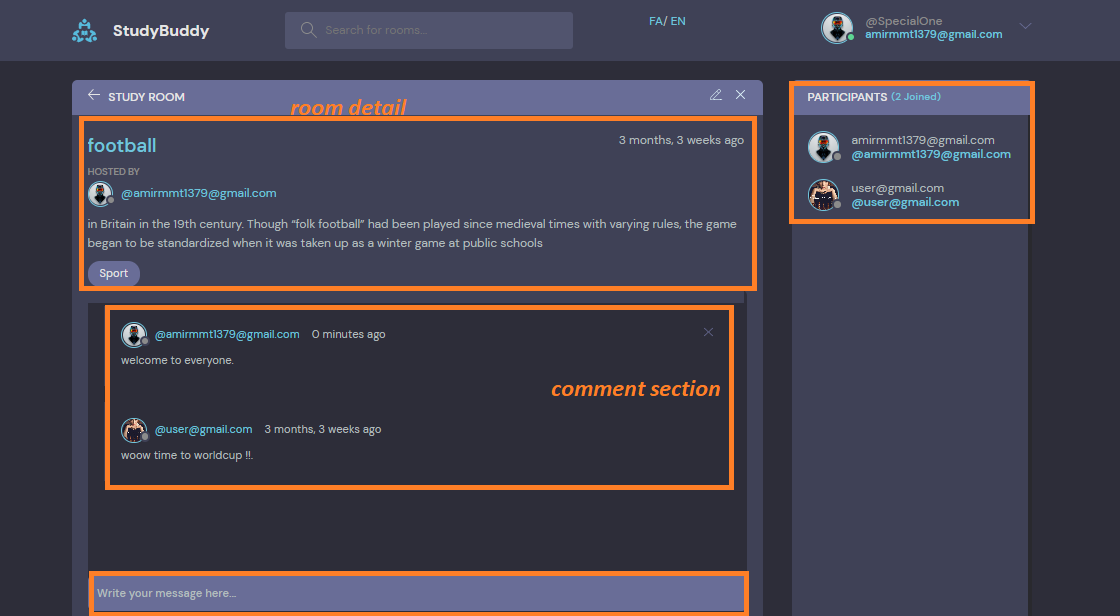 StudyBuddy
Search for rooms...
FA/ EN
@SpecialOne
amirmmt1379@gmail.com
STUDY ROOM
room detail
football
3 months, 3 weeks ago
HOSTED BY
@amirmmt1379@gmail.com
in Britain in the 19th century. Though “folk football” had been played since medieval times with varying rules, the game
began to be standardized when it was taken up as a winter game at public schools
Sport
@amirmmt1379@gmail.com 0 minutes ago
welcome to everyone.
comment section
@user@gmail.com 3 months, 3 weeks ago
woow time to worldcup !!.
Write your message here...
PARTICIPANTS (2 Joined)
amirmmt1379@gmail.com
@amirmmt1379@gmail.com
user@gmail.com
@user@gmail.com